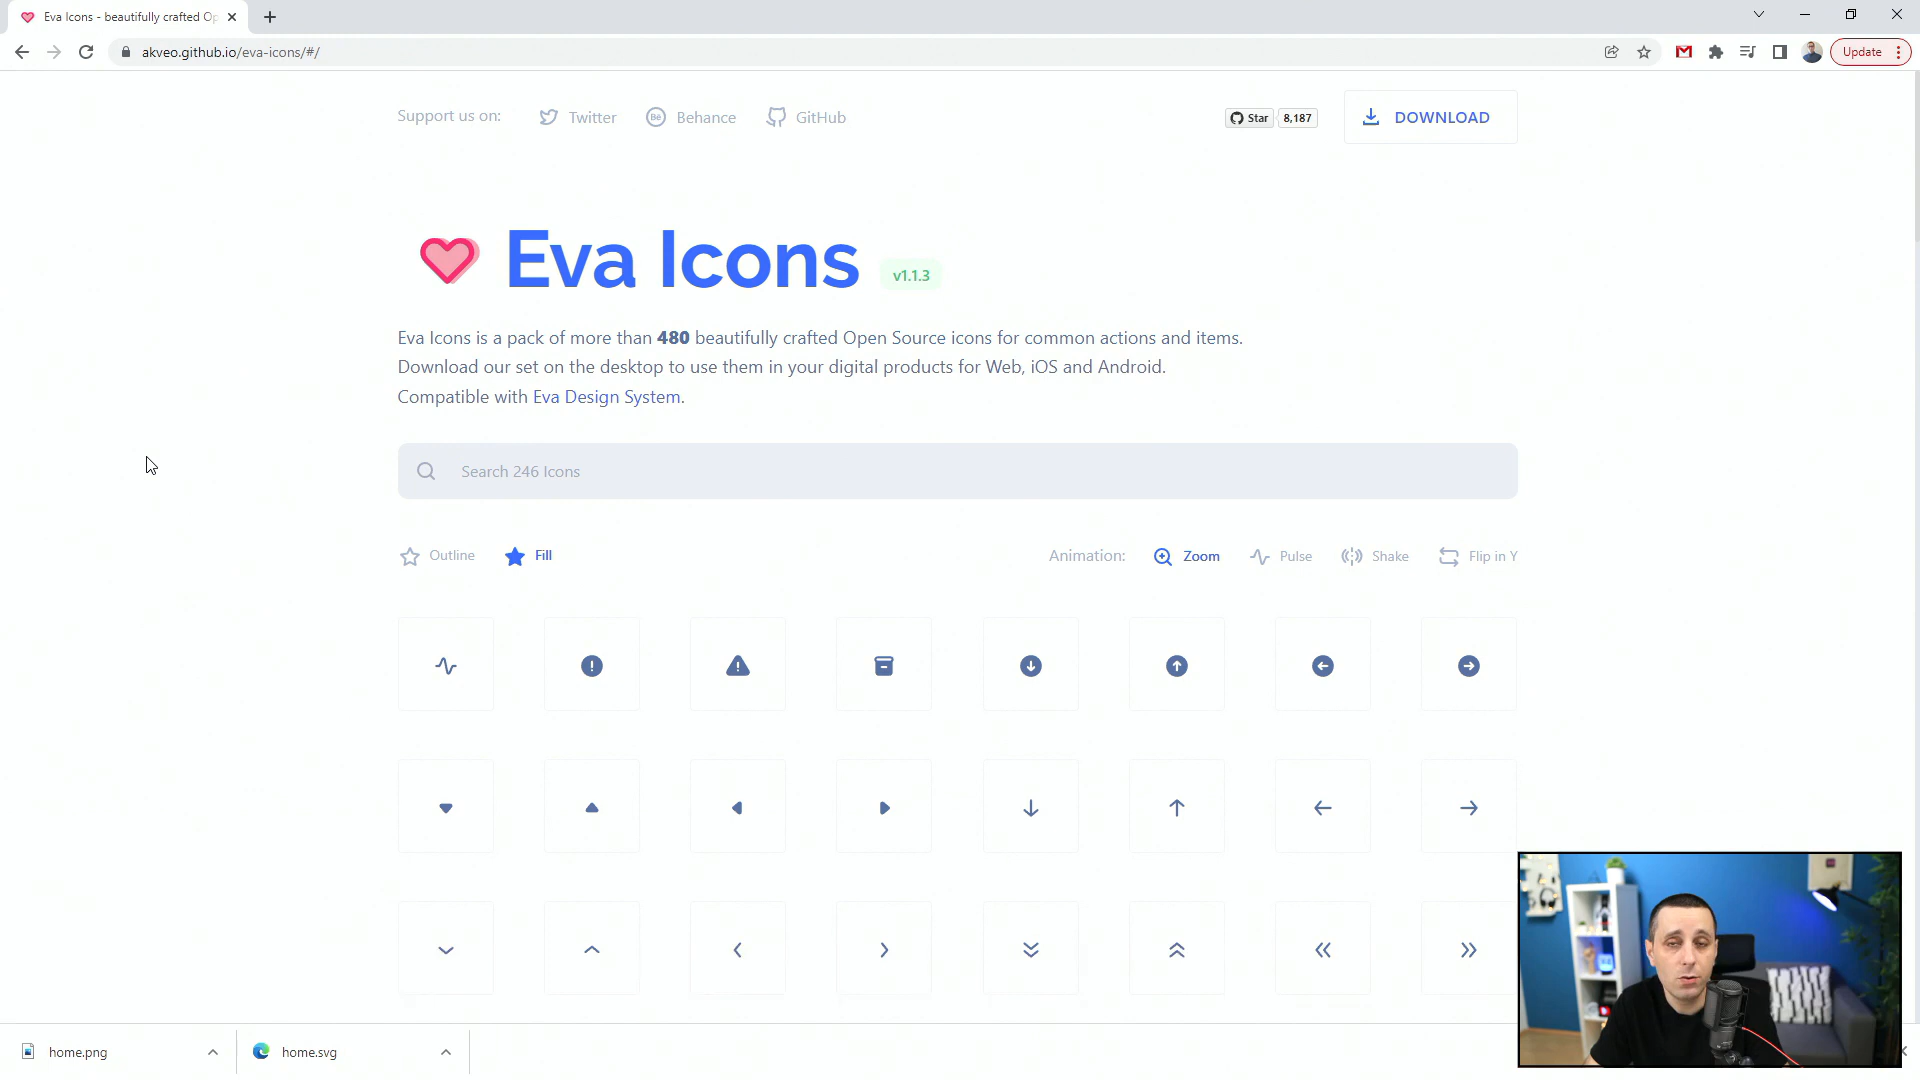 Eva Icons - beautifully crafted Op
akveo.github.io/eva-icons/#/
Update
Support us on:
Twitter
Behance
GitHub
Star
8,187
DOWNLOAD
Eva Icons
v1.1.3
Eva Icons is a pack of more than 480 beautifully crafted Open Source icons for common actions and items.
Download our set on the desktop to use them in your digital products for Web, iOS and Android.
Compatible with Eva Design System.
Search 246 Icons
Outline
Fill
Animation:
Zoom
Pulse
Shake
Flip in Y
home.png
home.svg